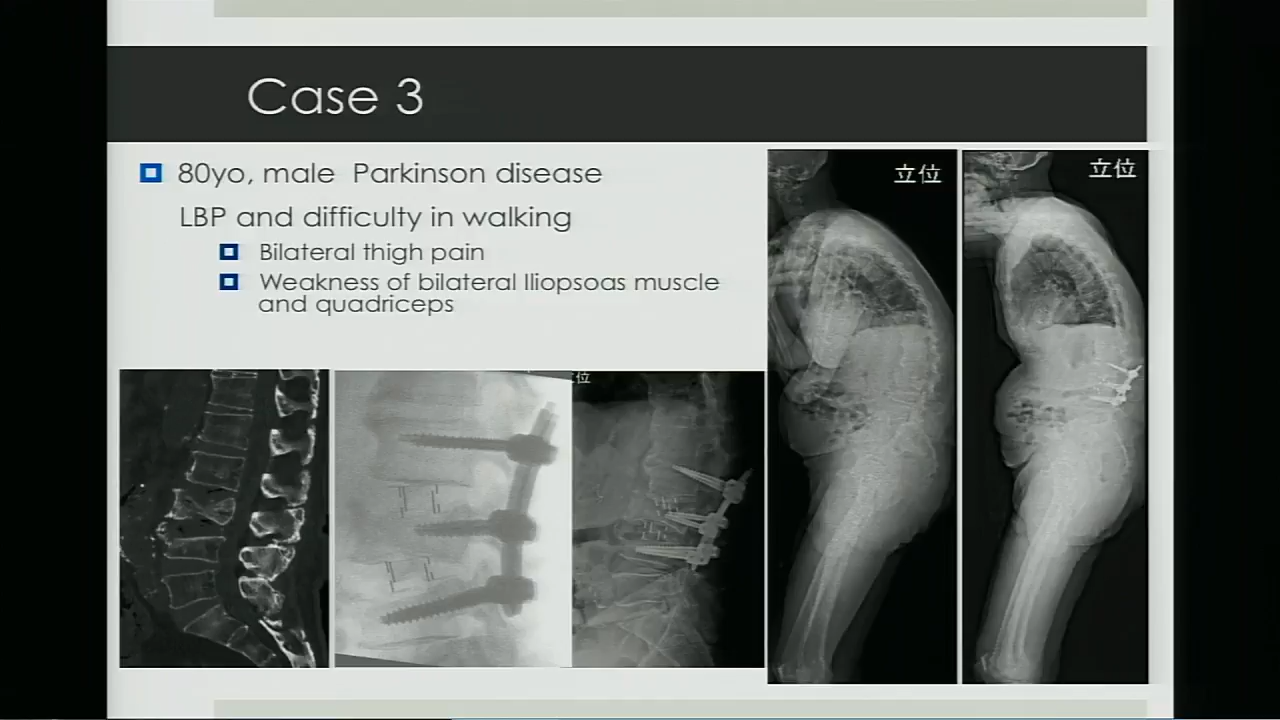 Case 3
80yo, male Parkinson disease
LBP and difficulty in walking
Bilateral thigh pain
Weakness of bilateral Iliopsoas muscle
and quadriceps
立位
立位
位